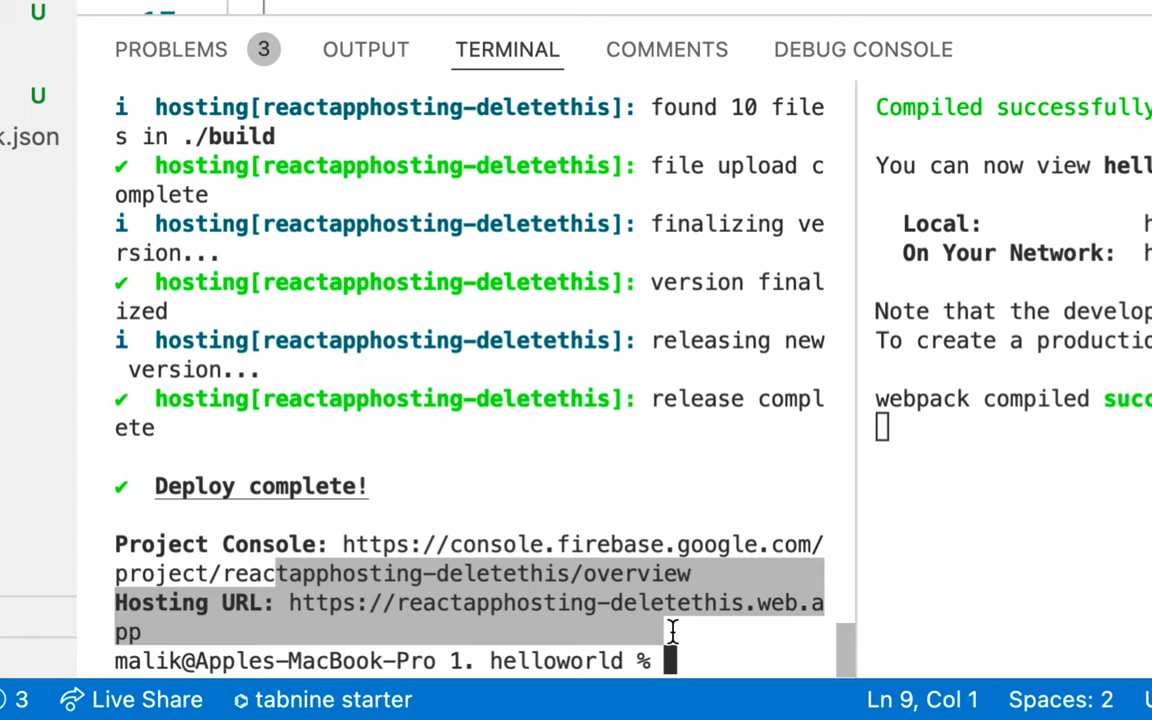 U
17
PROBLEMS 3 OUTPUT TERMINAL COMMENTS DEBUG CONSOLE
U
k.json
i hosting[reactapphosting-deletethis]: found 10 file
s in ./build
✔ hosting[reactapphosting-deletethis]: file upload c
omplete
i hosting[reactapphosting-deletethis]: finalizing ve
rsion...
✔ hosting[reactapphosting-deletethis]: version final
ized
i hosting[reactapphosting-deletethis]: releasing new
version...
✔ hosting[reactapphosting-deletethis]: release compl
ete
✔ Deploy complete!
Project Console: https://console.firebase.google.com/
project/reactapphosting-deletethis/overview
Hosting URL: https://reactapphosting-deletethis.web.a
pp
malik@Apples-MacBook-Pro 1. helloworld %
Compiled successfully
You can now view hell
Local: h
On Your Network: h
Note that the develop
To create a productio
webpack compiled succ
3 Live Share tabnine starter Ln 9, Col 1 Spaces: 2